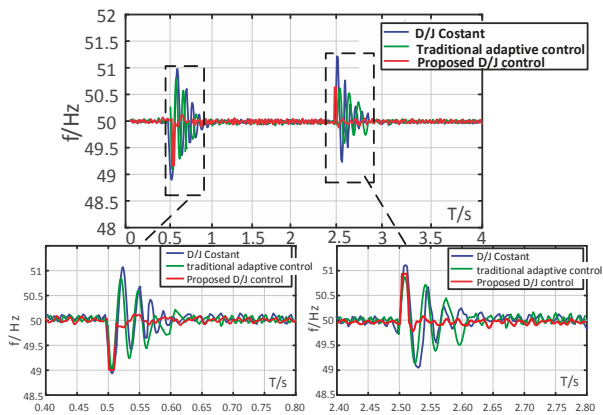 52
51
50.5
50
49.5
49
48.5
48
f/Hz
D/J Costant
Traditional adaptive control
Proposed D/J control
T/s
0 0.5 1 1.5 2 2.5 3 3.5 4
51
50.5
50
49.5
49
48.5
f/Hz
D/J Costant
traditional adaptive control
Proposed D/J control
T/s
0.40 0.45 0.50 0.55 0.60 0.65 0.70 0.75 0.80
51
50.5
50
49.5
49
48.5
f/Hz
D/J Costant
traditional adaptive control
Proposed D/J control
T/s
2.40 2.45 2.50 2.55 2.60 2.65 2.70 2.75 2.80